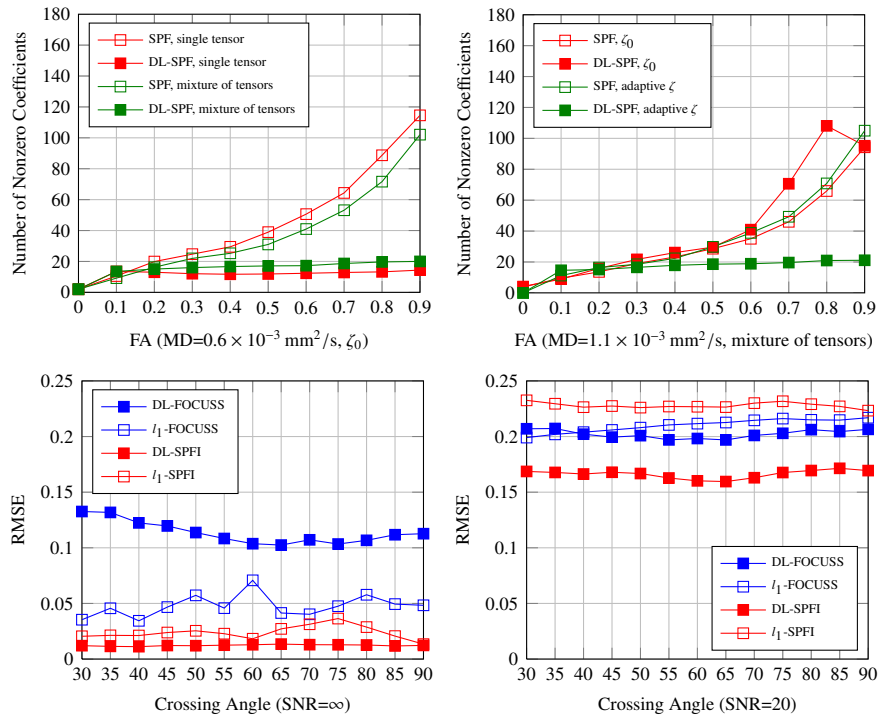 180
160
140
120
100
80
60
40
20
0
Number of Nonzero Coefficients
SPF, single tensor
DL-SPF, single tensor
SPF, mixture of tensors
DL-SPF, mixture of tensors
0 0.1 0.2 0.3 0.4 0.5 0.6 0.7 0.8 0.9
FA (MD=0.6 × 10⁻³ mm²/s, ζ₀)
180
160
140
120
100
80
60
40
20
0
Number of Nonzero Coefficients
SPF, ζ₀
DL-SPF, ζ₀
SPF, adaptive ζ
DL-SPF, adaptive ζ
0 0.1 0.2 0.3 0.4 0.5 0.6 0.7 0.8 0.9
FA (MD=1.1 × 10⁻³ mm²/s, mixture of tensors)
0.25
0.2
0.15
0.1
0.05
0
RMSE
DL-FOCUSS
l₁-FOCUSS
DL-SPFI
l₁-SPFI
30 35 40 45 50 55 60 65 70 75 80 85 90
Crossing Angle (SNR=∞)
0.25
0.2
0.15
0.1
0.05
0
RMSE
DL-FOCUSS
l₁-FOCUSS
DL-SPFI
l₁-SPFI
30 35 40 45 50 55 60 65 70 75 80 85 90
Crossing Angle (SNR=20)